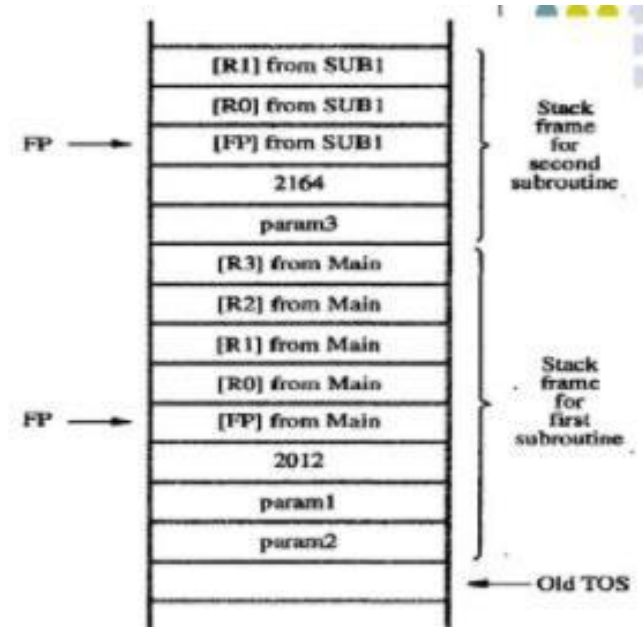 [R1] from SUB1
[R0] from SUB1
FP
[FP] from SUB1
2164
param3
Stack
frame
for
second
subroutine
[R3] from Main
[R2] from Main
[R1] from Main
[R0] from Main
FP
[FP] from Main
2012
param1
param2
Stack
frame
for
first
subroutine
Old TOS